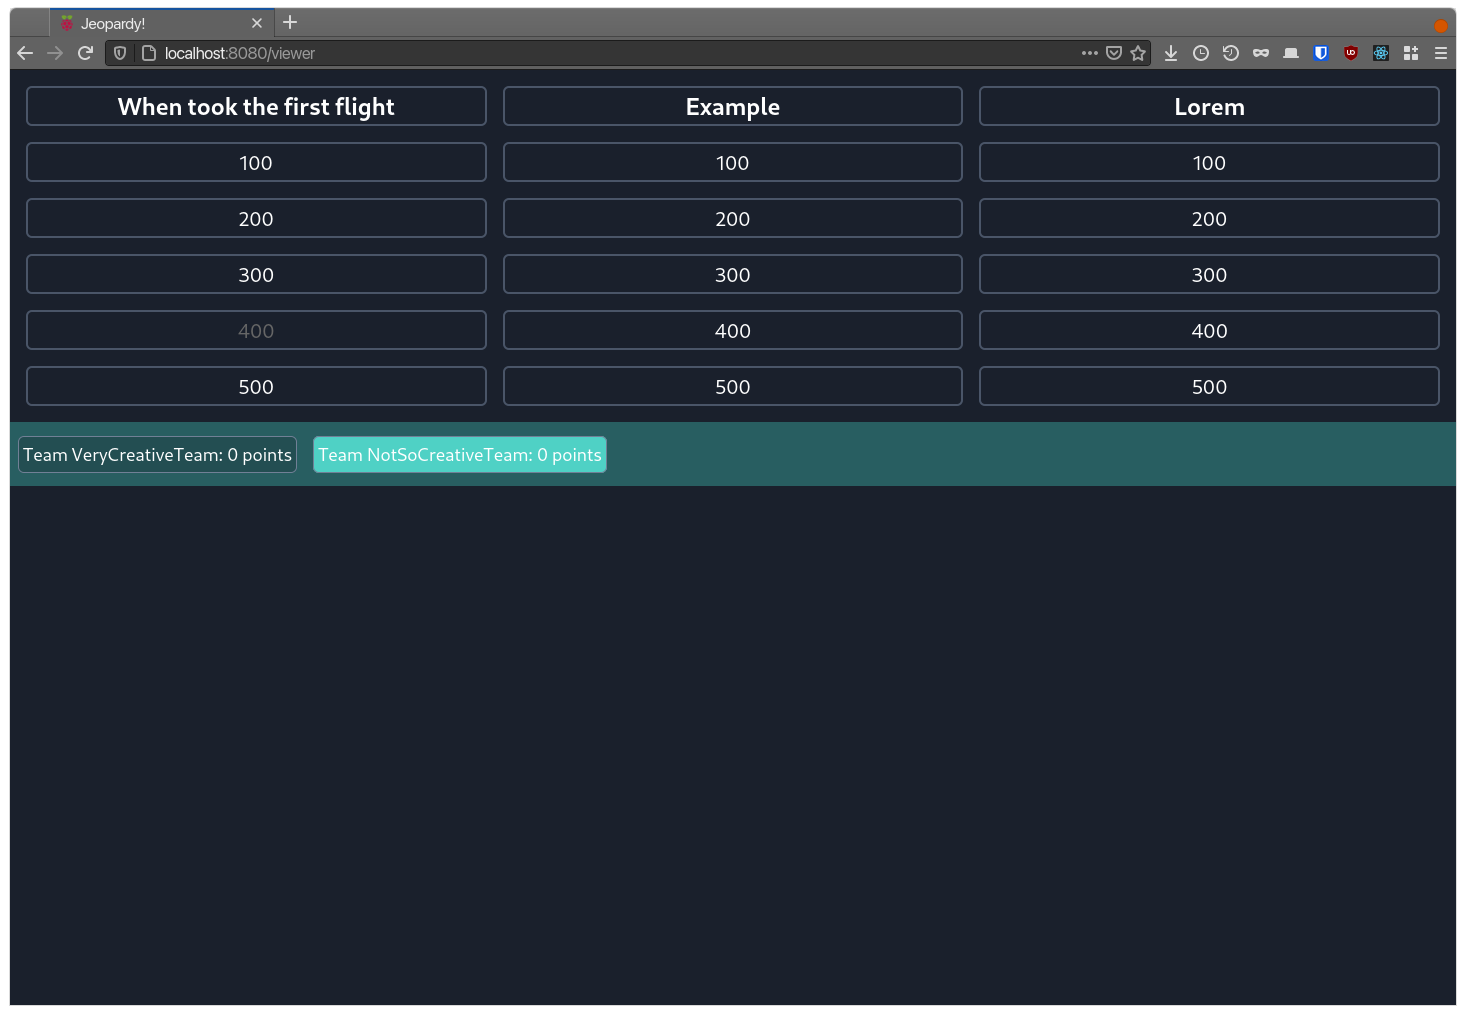 Jeopardy!
localhost:8080/viewer
When took the first flight Example Lorem
100 100 100
200 200 200
300 300 300
400 400 400
500 500 500
Team VeryCreativeTeam: 0 points Team NotSoCreativeTeam: 0 points